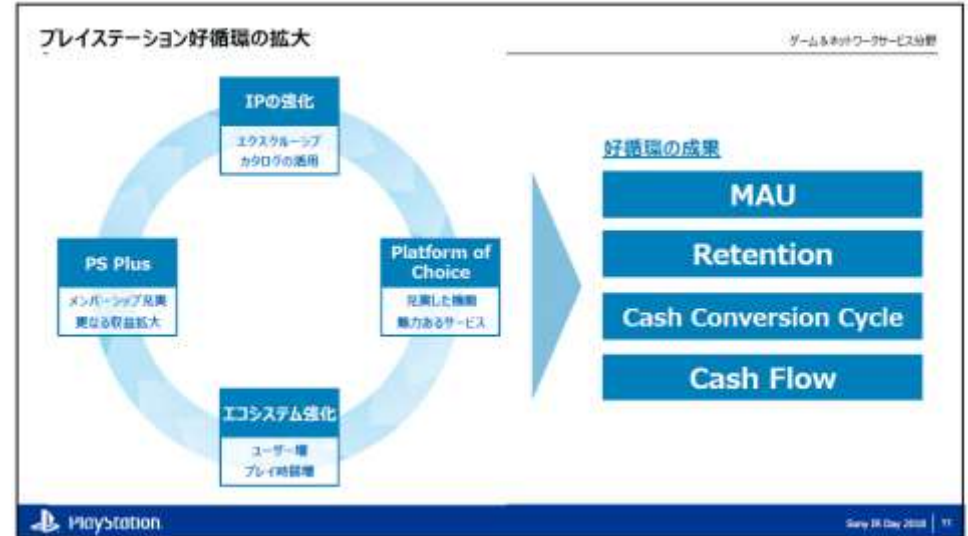 プレイステーション好循環の拡大
ゲーム&ネットワークサービス分野
IPの強化
エクスクルーシブ
カタログの活用
PS Plus
メンバーシップ充実
更なる収益拡大
Platform of
Choice
充実した機能
魅力あるサービス
エコシステム強化
ユーザー増
プレイ時間増
好循環の成果
MAU
Retention
Cash Conversion Cycle
Cash Flow
PlayStation
Sony IR Day 2018